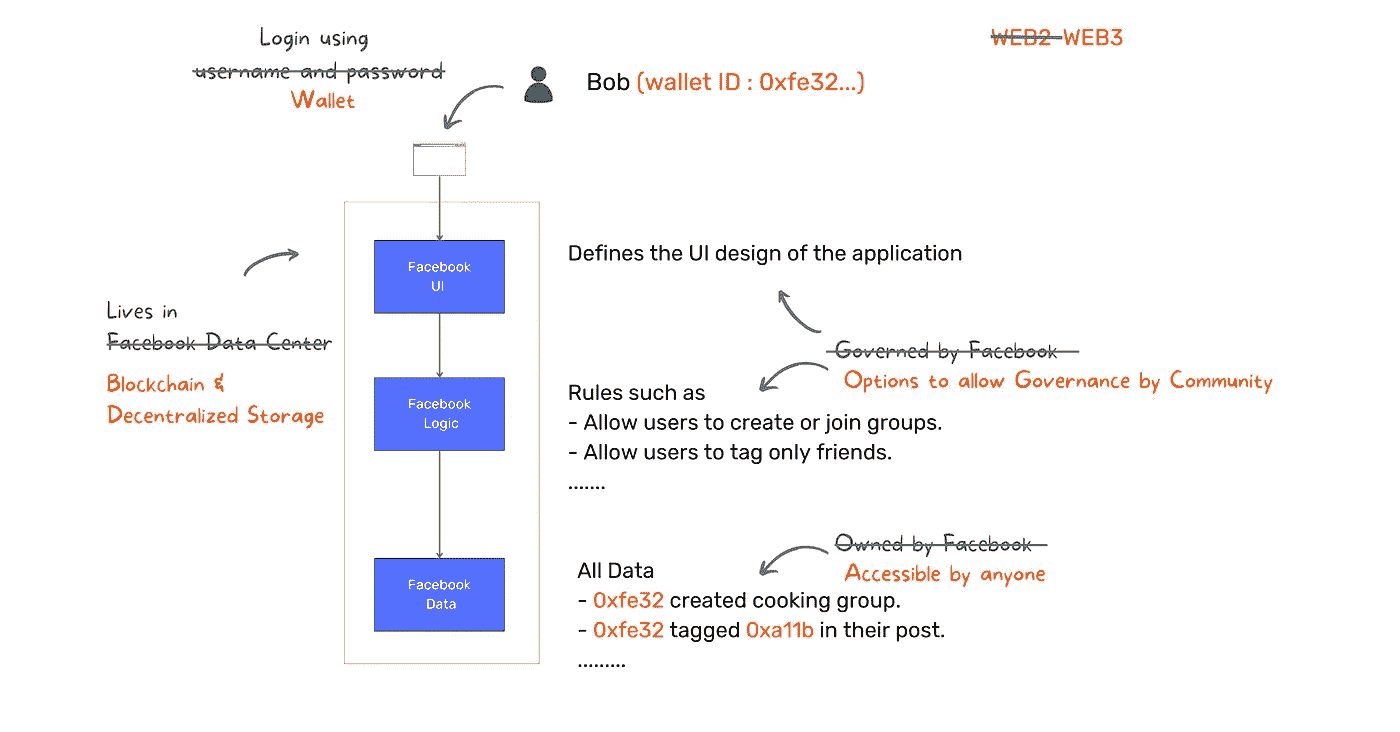 Login using
username and password
Wallet
Bob (wallet ID : 0xfe32...)
WEB2 WEB3
Facebook
UI
Defines the UI design of the application
Lives in
Facebook Data Center
Blockchain &
Decentralized Storage
Governed by Facebook
Options to allow Governance by Community
Facebook
Logic
Rules such as
- Allow users to create or join groups.
- Allow users to tag only friends.
.......
Owned by Facebook
Accessible by anyone
Facebook
Data
All Data
- 0xfe32 created cooking group.
- 0xfe32 tagged 0xa11b in their post.
.........